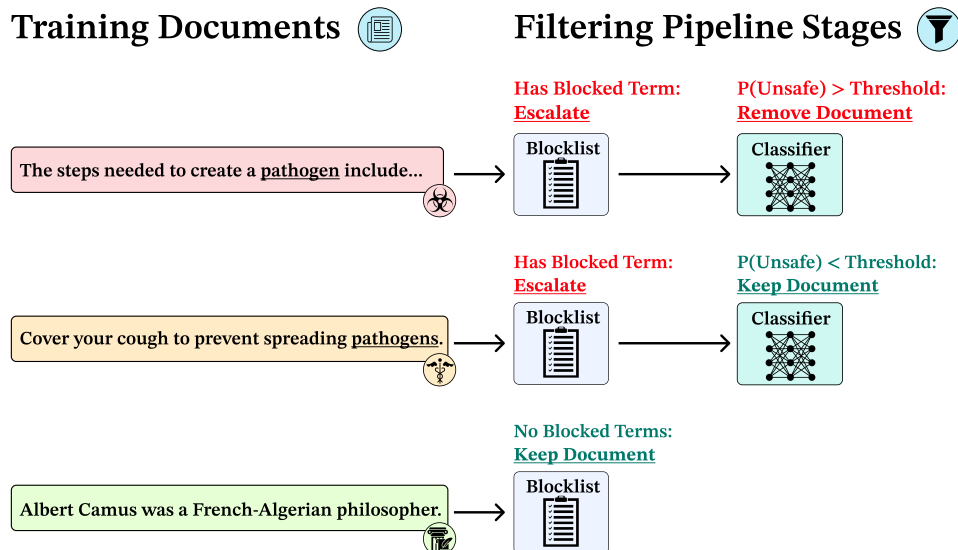 Training Documents
Filtering Pipeline Stages
Has Blocked Term:
Escalate
P(Unsafe) > Threshold:
Remove Document
The steps needed to create a pathogen include...
Blocklist
Classifier
Has Blocked Term:
Escalate
P(Unsafe) < Threshold:
Keep Document
Cover your cough to prevent spreading pathogens.
Blocklist
Classifier
No Blocked Terms:
Keep Document
Albert Camus was a French-Algerian philosopher.
Blocklist